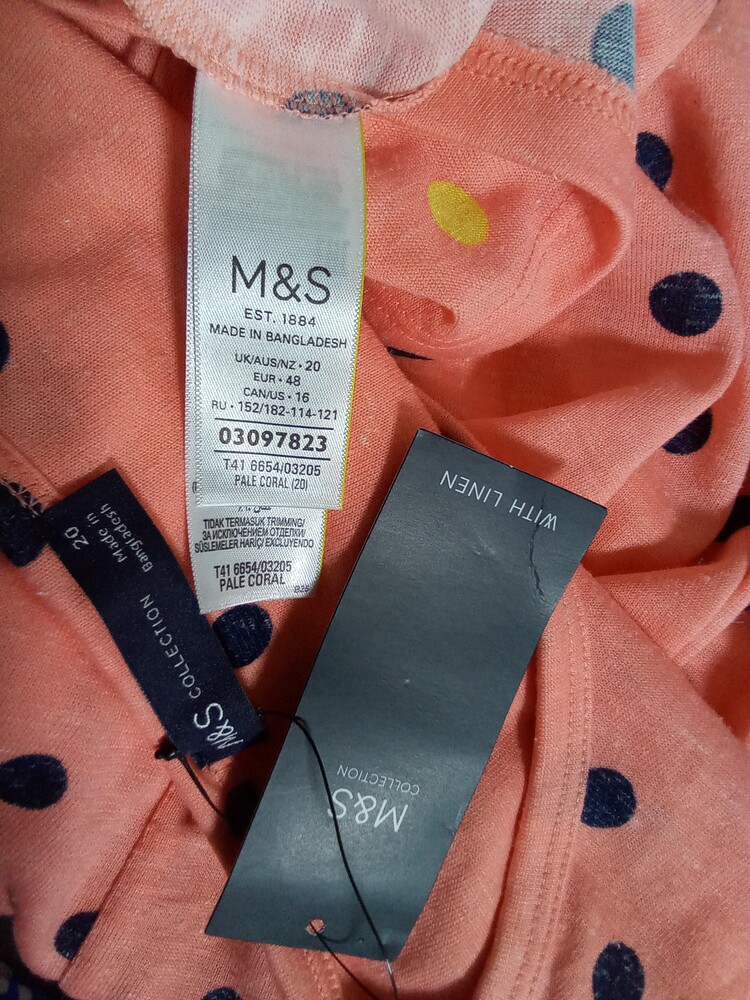 M&S
EST. 1884
MADE IN BANGLADESH
UK/AUS/NZ • 20
EUR • 48
CAN/US • 16
RU • 152/182-114-121
03097823
T41 6654/03205
PALE CORAL (20)
TIDAK TERMASUK TRIMMING/
ЗА ИСКЛЮЧЕНИЕМ ОТДЕЛКИ/
SÜSLEMELER HARİÇ/ EXCLUYENDO
T41 6654/03205
PALE CORAL
M&S COLLECTION
20
Made in
Bangladesh
WITH LINEN
M&S
COLLECTION